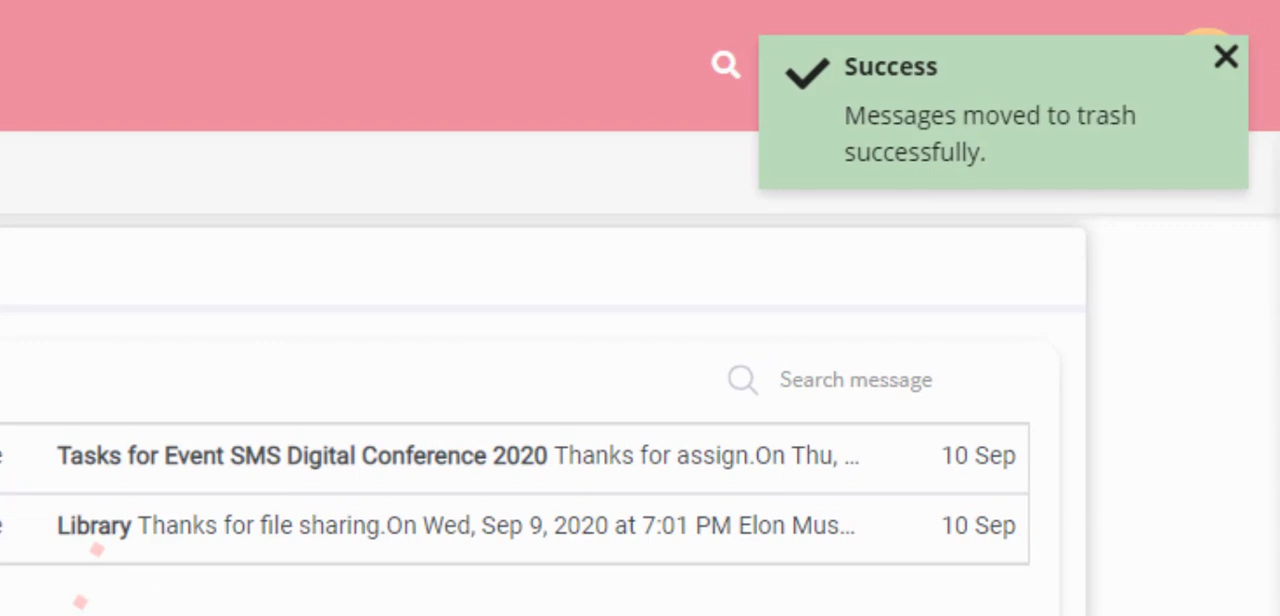 Success
Messages moved to trash
successfully.
Search message
Tasks for Event SMS Digital Conference 2020 Thanks for assign.On Thu, ... 10 Sep
Library Thanks for file sharing.On Wed, Sep 9, 2020 at 7:01 PM Elon Mus... 10 Sep